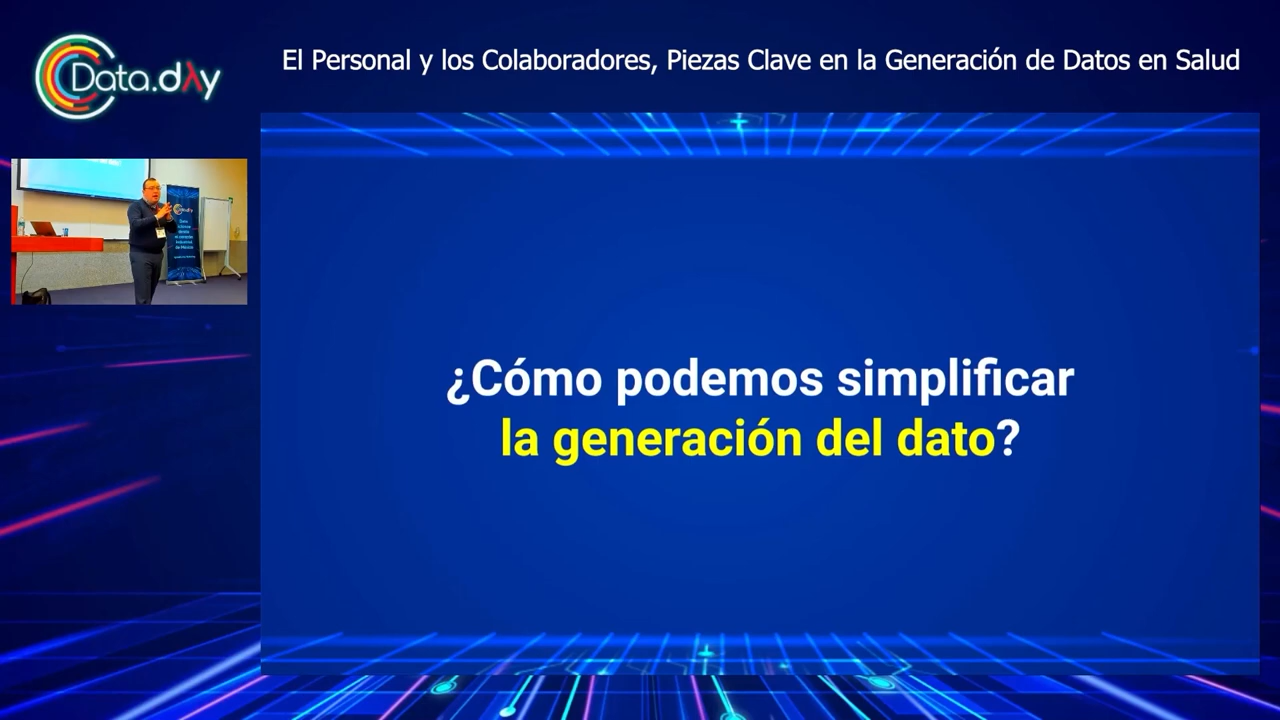 Data.dAy
El Personal y los Colaboradores, Piezas Clave en la Generación de Datos en Salud
¿Cómo podemos simplificar
la generación del dato?